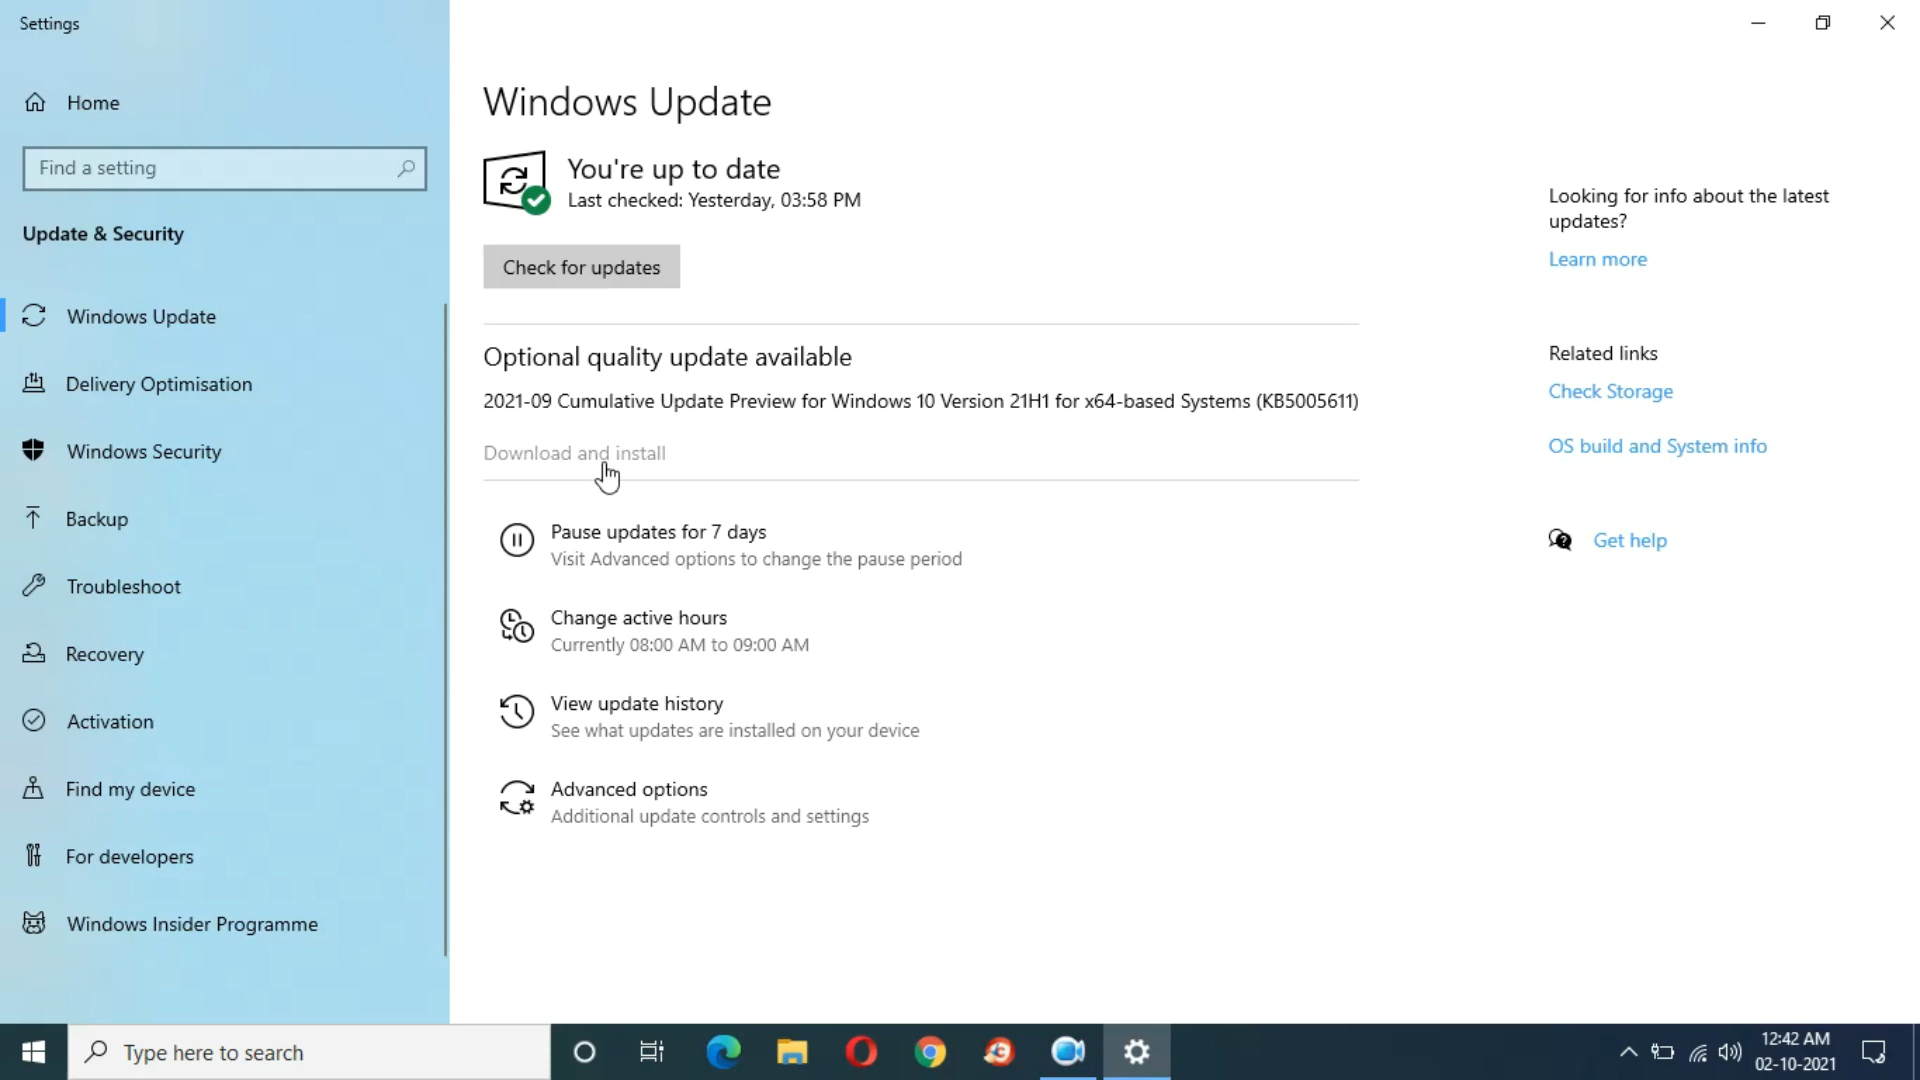 Settings
Home
Find a setting
Update & Security
Windows Update
Delivery Optimisation
Windows Security
Backup
Troubleshoot
Recovery
Activation
Find my device
For developers
Windows Insider Programme
Windows Update
You're up to date
Last checked: Yesterday, 03:58 PM
Check for updates
Optional quality update available
2021-09 Cumulative Update Preview for Windows 10 Version 21H1 for x64-based Systems (KB5005611)
Download and install
Pause updates for 7 days
Visit Advanced options to change the pause period
Change active hours
Currently 08:00 AM to 09:00 AM
View update history
See what updates are installed on your device
Advanced options
Additional update controls and settings
Looking for info about the latest
updates?
Learn more
Related links
Check Storage
OS build and System info
Get help
Type here to search
12:42 AM
02-10-2021